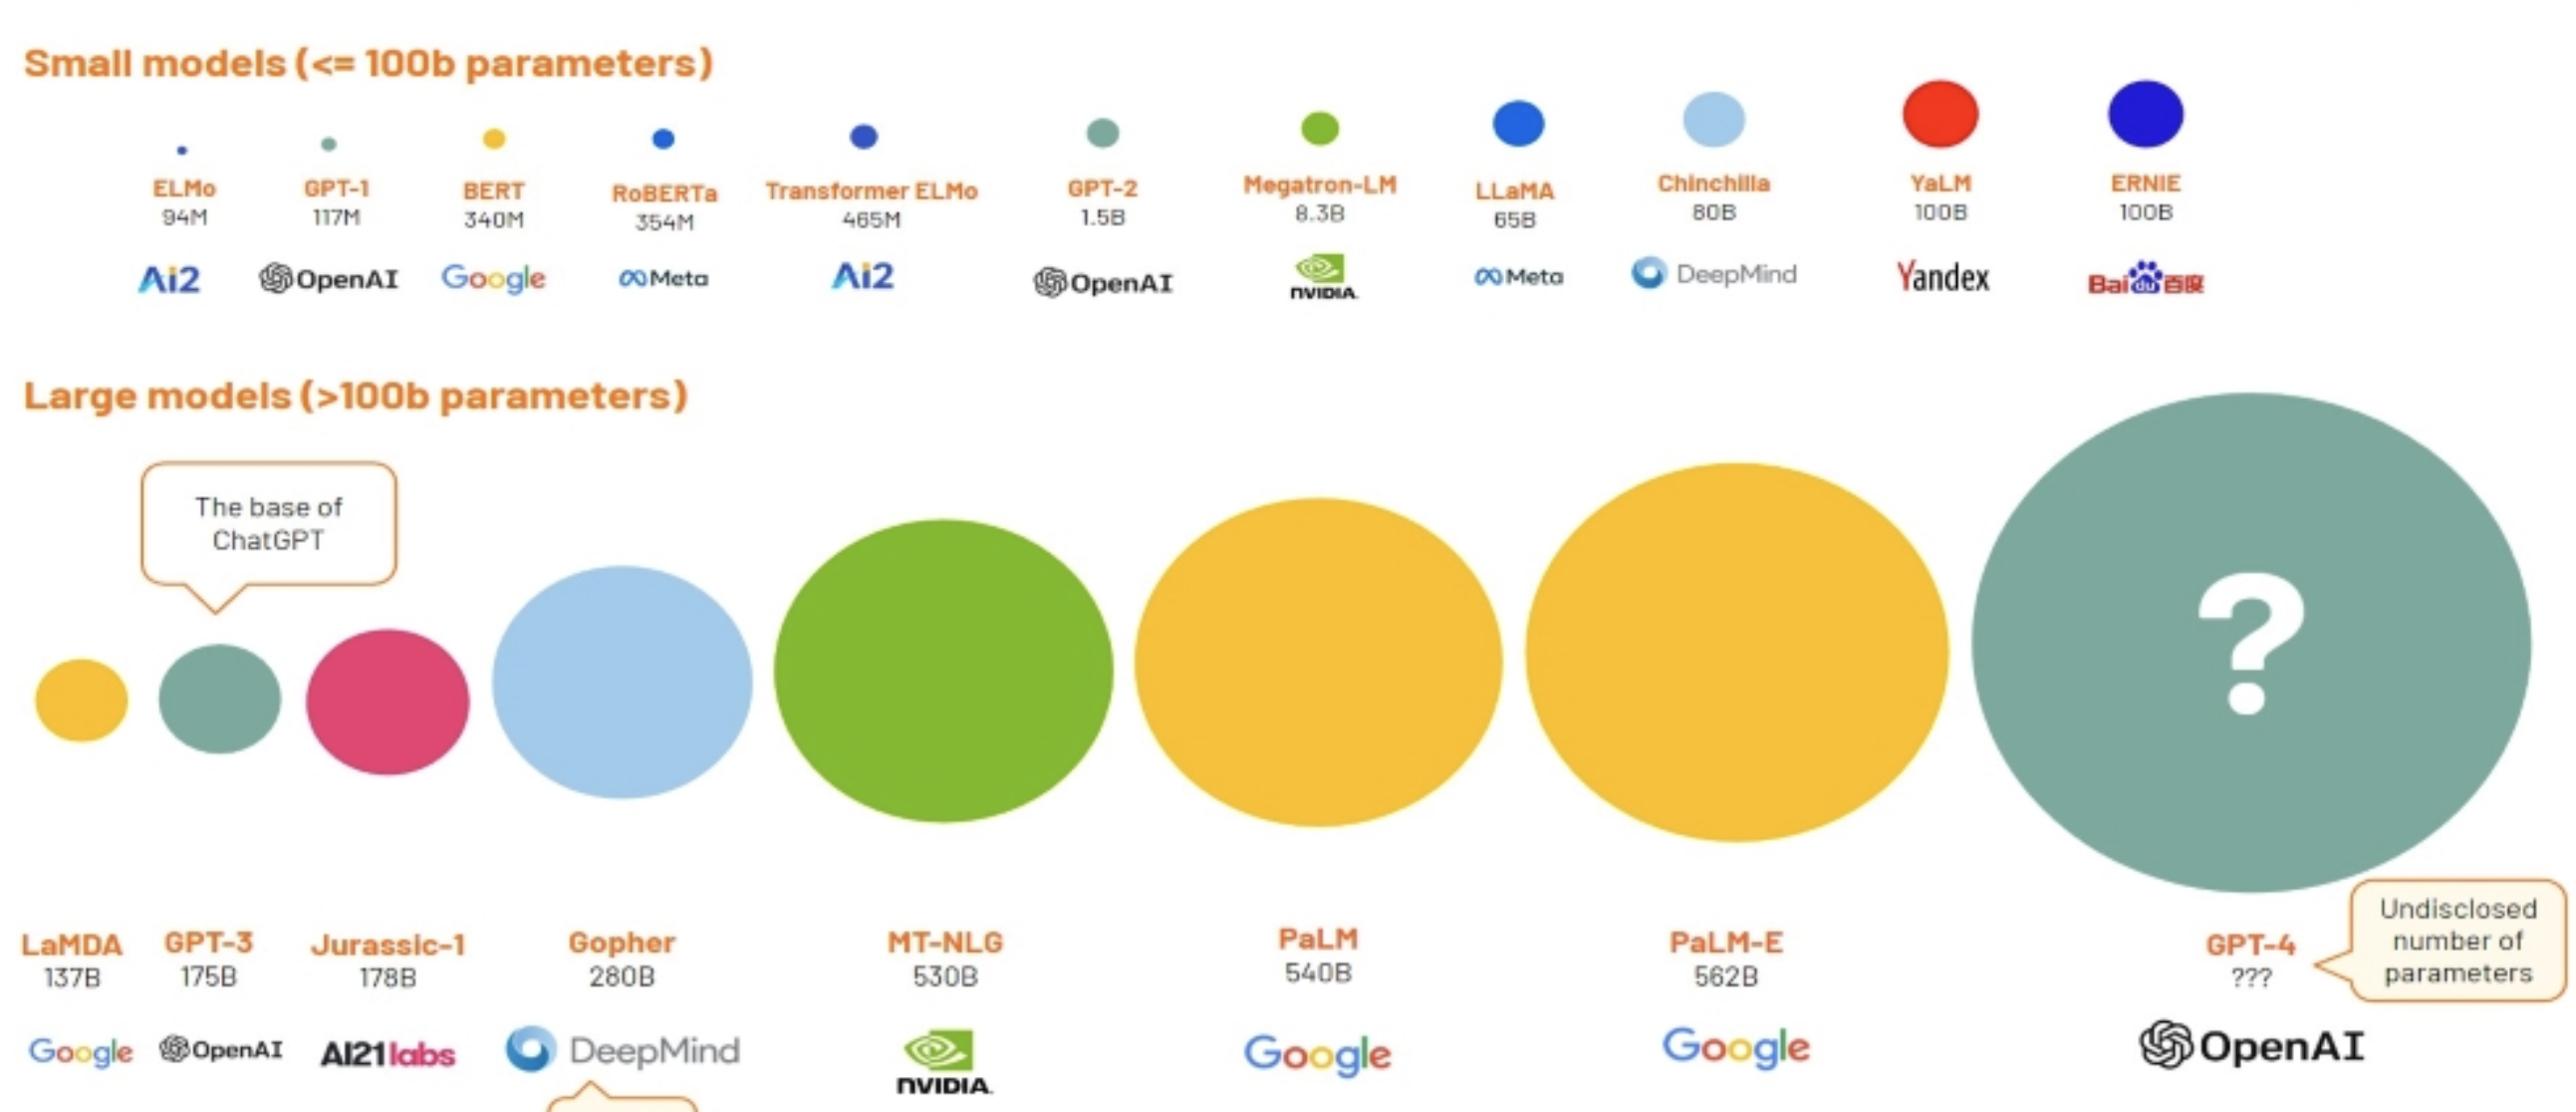 Small models (<= 100b parameters)
ELMo
94M
Ai2
GPT-1
117M
OpenAI
BERT
340M
Google
RoBERTa
354M
Meta
Transformer ELMo
465M
Ai2
GPT-2
1.5B
OpenAI
Megatron-LM
8.3B
NVIDIA.
LLaMA
65B
Meta
Chinchilla
80B
DeepMind
YaLM
100B
Yandex
ERNIE
100B
Bai du 百度
Large models (>100b parameters)
The base of
ChatGPT
?
LaMDA
137B
Google
GPT-3
175B
OpenAI
Jurassic-1
178B
AI21labs
Gopher
280B
DeepMind
MT-NLG
530B
NVIDIA.
PaLM
540B
Google
PaLM-E
562B
Google
GPT-4
???
OpenAI
Undisclosed
number of
parameters